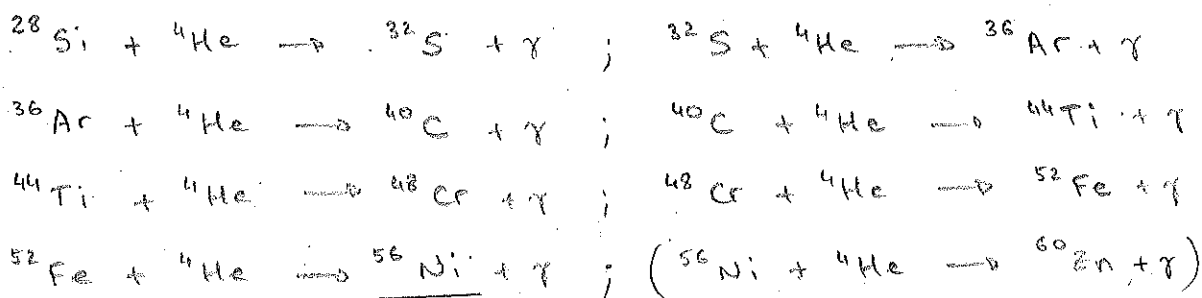 ²⁸Si + ⁴He → ³²S + γ ; ³²S + ⁴He → ³⁶Ar + γ
³⁶Ar + ⁴He → ⁴⁰C + γ ; ⁴⁰C + ⁴He → ⁴⁴Ti + γ
⁴⁴Ti + ⁴He → ⁴⁸Cr + γ ; ⁴⁸Cr + ⁴He → ⁵²Fe + γ
⁵²Fe + ⁴He → ⁵⁶Ni + γ ; (⁵⁶Ni + ⁴He → ⁶⁰Zn + γ)